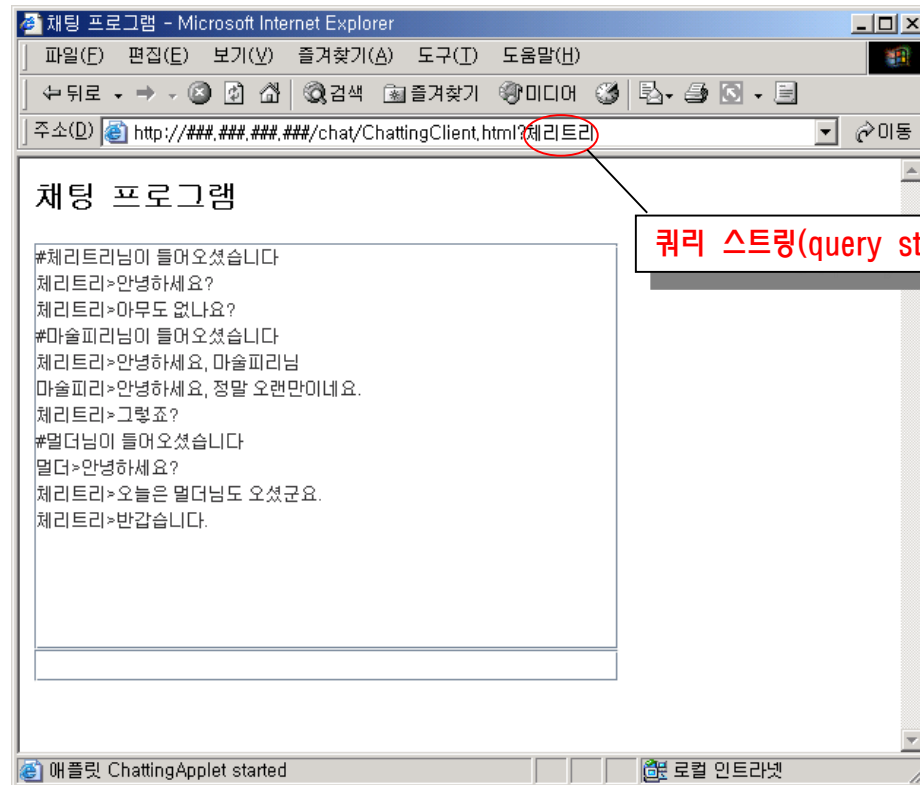 채팅 프로그램 - Microsoft Internet Explorer
파일(F) 편집(E) 보기(V) 즐겨찾기(A) 도구(T) 도움말(H)
뒤로 검색 즐겨찾기 미디어
주소(D) http://###.###.###.###/chat/ChattingClient.html?체리트리 이동
채팅 프로그램
쿼리 스트링(query st
#체리트리님이 들어오셨습니다
체리트리>안녕하세요?
체리트리>아무도 없나요?
#마술피리님이 들어오셨습니다
체리트리>안녕하세요, 마술피리님
마술피리>안녕하세요, 정말 오랜만이네요.
체리트리>그렇죠?
#멀더님이 들어오셨습니다
멀더>안녕하세요?
체리트리>오늘은 멀더님도 오셨군요.
체리트리>반갑습니다.
애플릿 ChattingApplet started 로컬 인트라넷